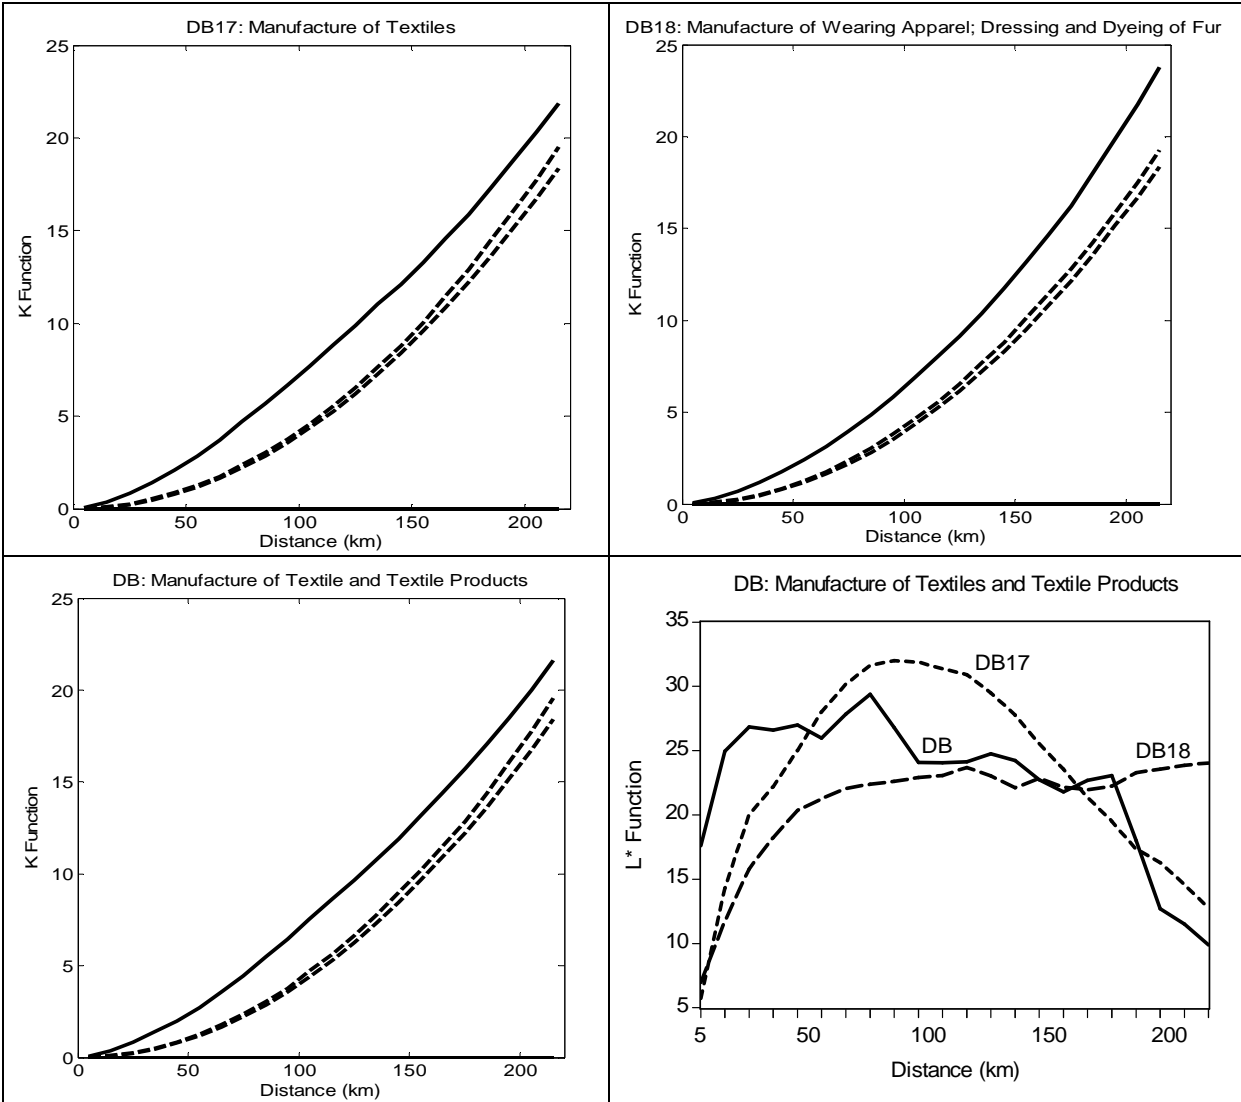 DB17: Manufacture of Textiles
25
20
15
10
5
0
K Function
0 50 100 150 200
Distance (km)
DB18: Manufacture of Wearing Apparel; Dressing and Dyeing of Fur
25
20
15
10
5
0
K Function
0 50 100 150 200
Distance (km)
DB: Manufacture of Textile and Textile Products
25
20
15
10
5
0
K Function
0 50 100 150 200
Distance (km)
DB: Manufacture of Textiles and Textile Products
35
30
25
20
15
10
5
L* Function
DB17
DB
DB18
5 50 100 150 200
Distance (km)